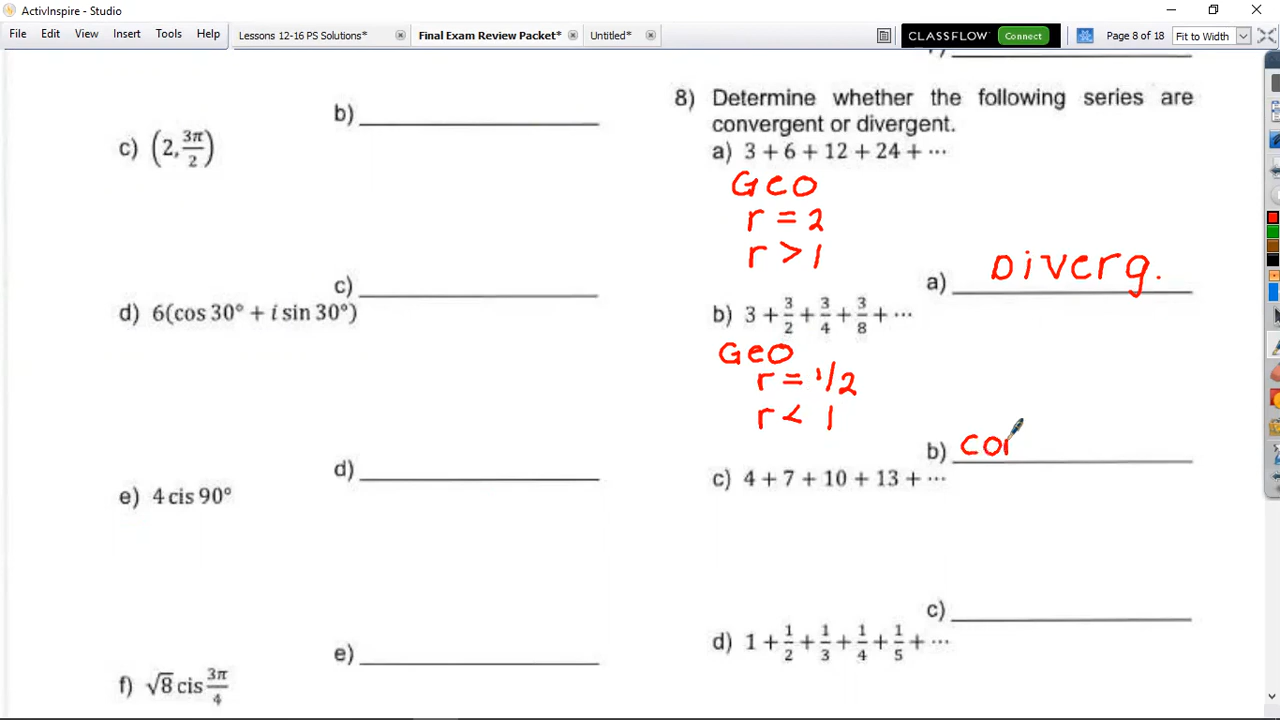 ActivInspire - Studio
File Edit View Insert Tools Help Lessons 12-16 PS Solutions* Final Exam Review Packet* Untitled* CLASSFLOW Connect Page 8 of 18 Fit to Width
b)
c) (2, 3π/2)
c)
d) 6(cos 30° + i sin 30°)
d)
e) 4 cis 90°
e)
f) √8 cis 3π/4
8) Determine whether the following series are
convergent or divergent.
a) 3 + 6 + 12 + 24 + ⋯
Geo
r = 2
r > 1
a) Diverg.
b) 3 + 3/2 + 3/4 + 3/8 + ⋯
Geo
r = 1/2
r < 1
b) con
c) 4 + 7 + 10 + 13 + ⋯
c)
d) 1 + 1/2 + 1/3 + 1/4 + 1/5 + ⋯